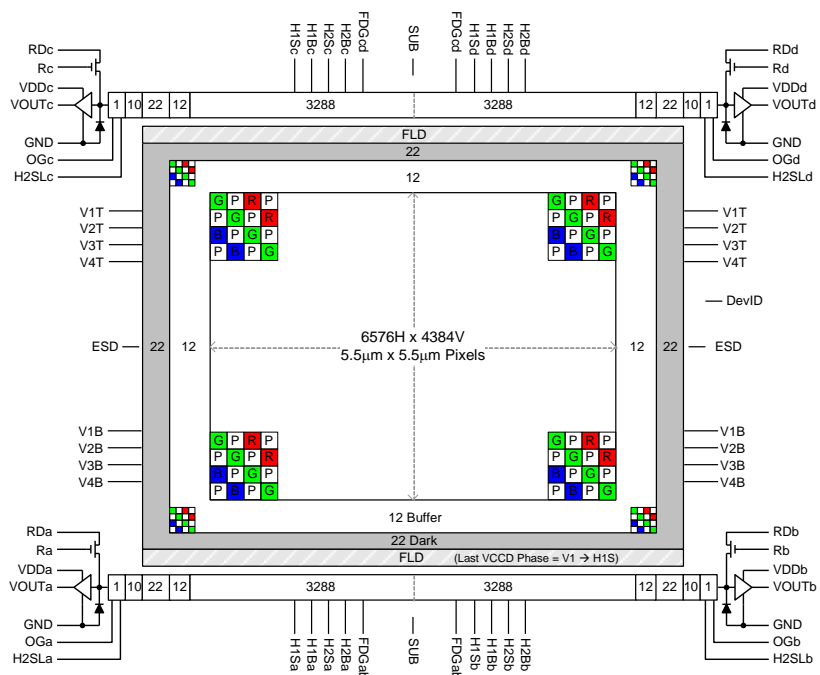 H1Sc
H1Bc
H2Sc
H2Bc
FDGcd
SUB
FDGcd
H1Sd
H1Bd
H2Sd
H2Bd
RDc
Rc
VDDc
VOUTc
GND
OGc
H2SLc
RDd
Rd
VDDd
VOUTd
GND
OGd
H2SLd
1 10 22 12 3288 3288 12 22 10 1
FLD
22
12
G P R P G P R P
P G P R P G P R
B P G P B P G P
P B P G P B P G
V1T V1T
V2T V2T
V3T V3T
V4T V4T
DevID
6576H x 4384V
5.5μm x 5.5μm Pixels
ESD 22 12 12 22 ESD
V1B V1B
V2B V2B
V3B V3B
V4B V4B
G P R P G P R P
P G P R P G P R
B P G P B P G P
P B P G P B P G
12 Buffer
22 Dark
FLD (Last VCCD Phase = V1 → H1S)
RDa
Ra
VDDa
VOUTa
GND
OGa
H2SLa
RDb
Rb
VDDb
VOUTb
GND
OGb
H2SLb
1 10 22 12 3288 3288 12 22 10 1
H1Sa
H1Ba
H2Sa
H2Ba
FDGab
SUB
FDGab
H1Sb
H1Bb
H2Sb
H2Bb